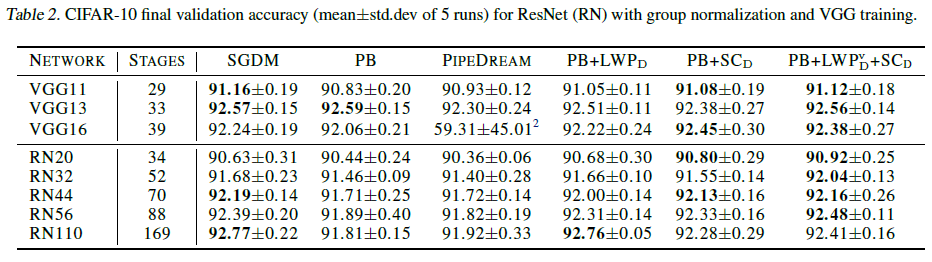 Table 2. CIFAR-10 final validation accuracy (mean±std.dev of 5 runs) for ResNet (RN) with group normalization and VGG training.
NETWORK STAGES SGDM PB PIPEDREAM PB+LWPD PB+SCD PB+LWPvD+SCD
VGG11 29 91.16±0.19 90.83±0.20 90.93±0.12 91.05±0.11 91.08±0.19 91.12±0.18
VGG13 33 92.57±0.15 92.59±0.15 92.30±0.24 92.51±0.11 92.38±0.27 92.56±0.14
VGG16 39 92.24±0.19 92.06±0.21 59.31±45.01² 92.22±0.24 92.45±0.30 92.38±0.27
RN20 34 90.63±0.31 90.44±0.24 90.36±0.06 90.68±0.30 90.80±0.29 90.92±0.25
RN32 52 91.68±0.23 91.46±0.09 91.40±0.28 91.66±0.10 91.55±0.14 92.04±0.13
RN44 70 92.19±0.14 91.71±0.25 91.72±0.14 92.00±0.14 92.13±0.16 92.16±0.26
RN56 88 92.39±0.20 91.89±0.40 91.82±0.19 92.31±0.14 92.33±0.16 92.48±0.11
RN110 169 92.77±0.22 91.81±0.15 91.92±0.33 92.76±0.05 92.28±0.29 92.41±0.16